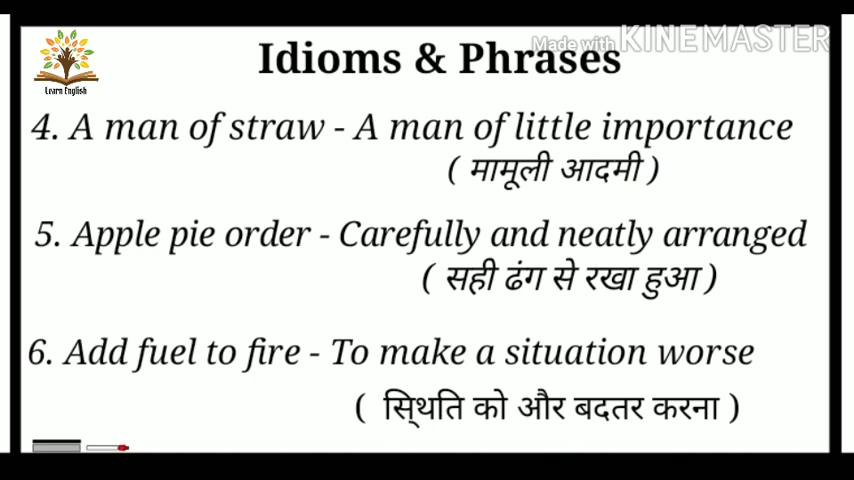 Made with KINEMASTER
Learn English
Idioms & Phrases
4. A man of straw - A man of little importance
( मामूली आदमी )
5. Apple pie order - Carefully and neatly arranged
( सही ढंग से रखा हुआ )
6. Add fuel to fire - To make a situation worse
( स्थिति को और बदतर करना )